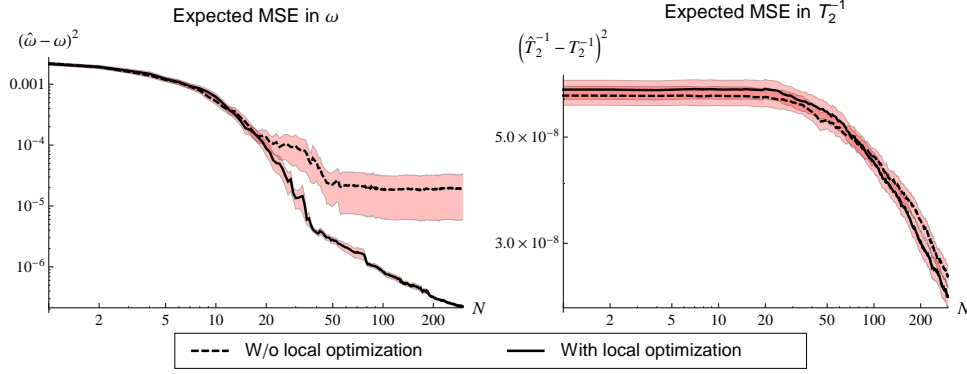 Expected MSE in ω
(ω̂ − ω)²
0.001
10⁻⁴
10⁻⁵
10⁻⁶
2 5 10 20 50 100 200 N
Expected MSE in T₂⁻¹
(T̂₂⁻¹ − T₂⁻¹)²
5.0 × 10⁻⁸
3.0 × 10⁻⁸
2 5 10 20 50 100 200 N
W/o local optimization With local optimization